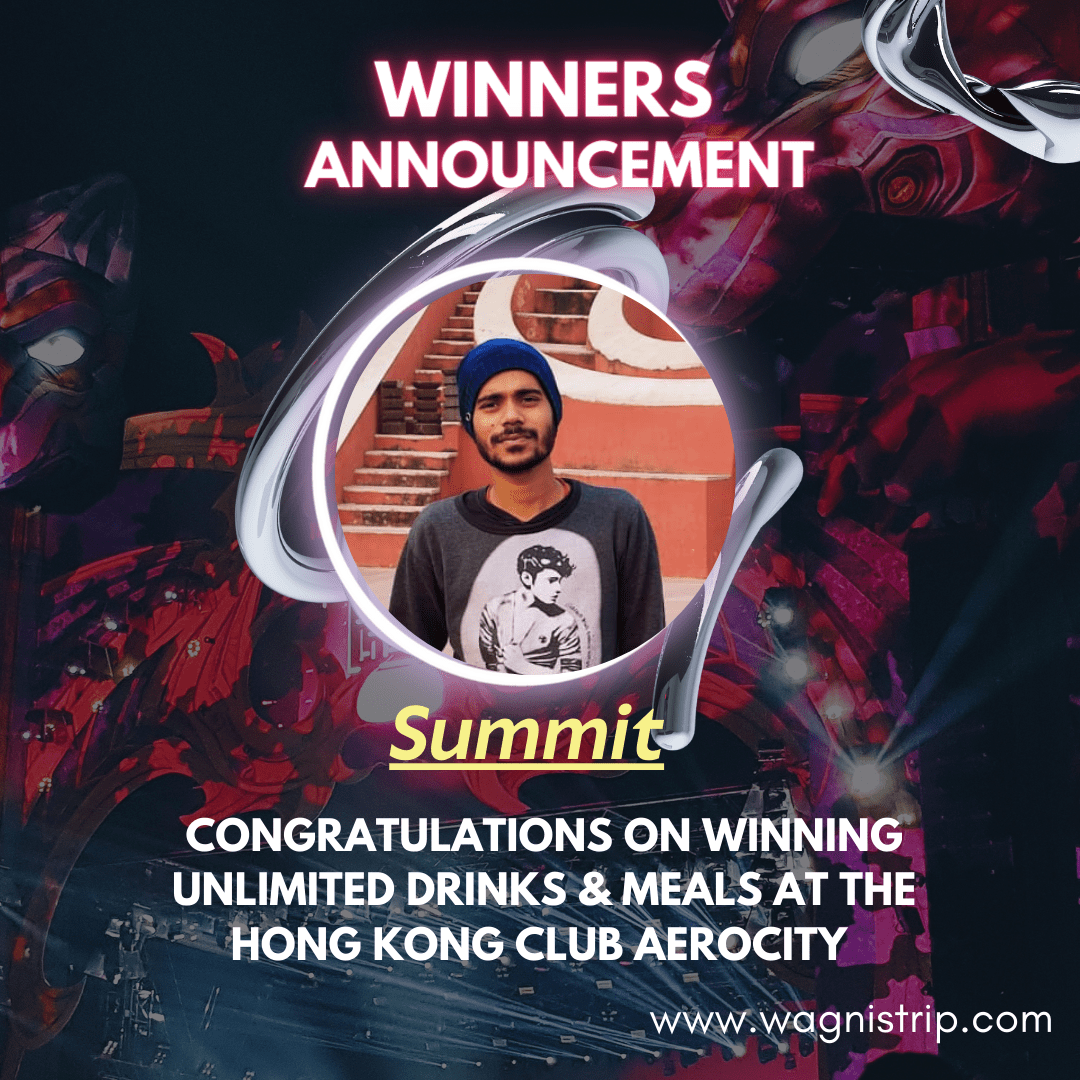 WINNERS
ANNOUNCEMENT
Summit
CONGRATULATIONS ON WINNING
UNLIMITED DRINKS & MEALS AT THE
HONG KONG CLUB AEROCITY
www.wagnistrip.com